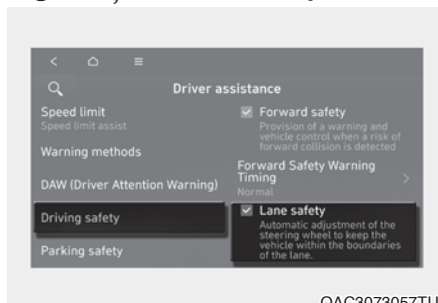 Driver assistance
Speed limit
Speed limit assist
Warning methods
DAW (Driver Attention Warning)
Driving safety
Parking safety
Forward safety
Provision of a warning and
vehicle control when a risk of
forward collision is detected
Forward Safety Warning
Timing
Normal
Lane safety
Automatic adjustment of the
steering wheel to keep the
vehicle within the boundaries
of the lane.